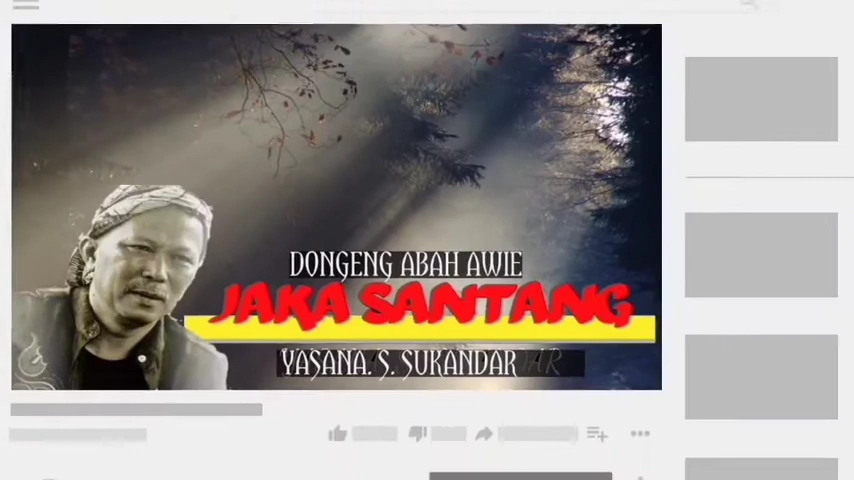 DONGENG ABAH AWIE
JAKA SANTANG
YASANA. S. SUKANDAR